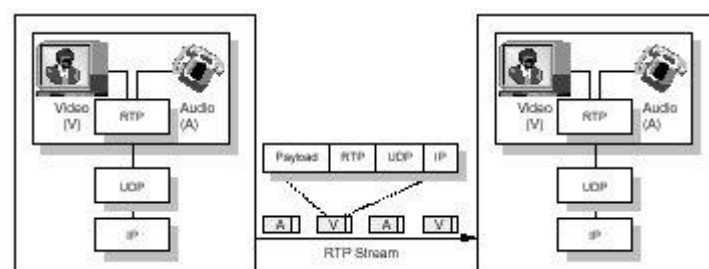 Video
(V)
RTP
Audio
(A)
UDP
IP
Payload RTP UDP IP
A V A V
RTP Stream
Video
(V)
RTP
Audio
(A)
UDP
IP